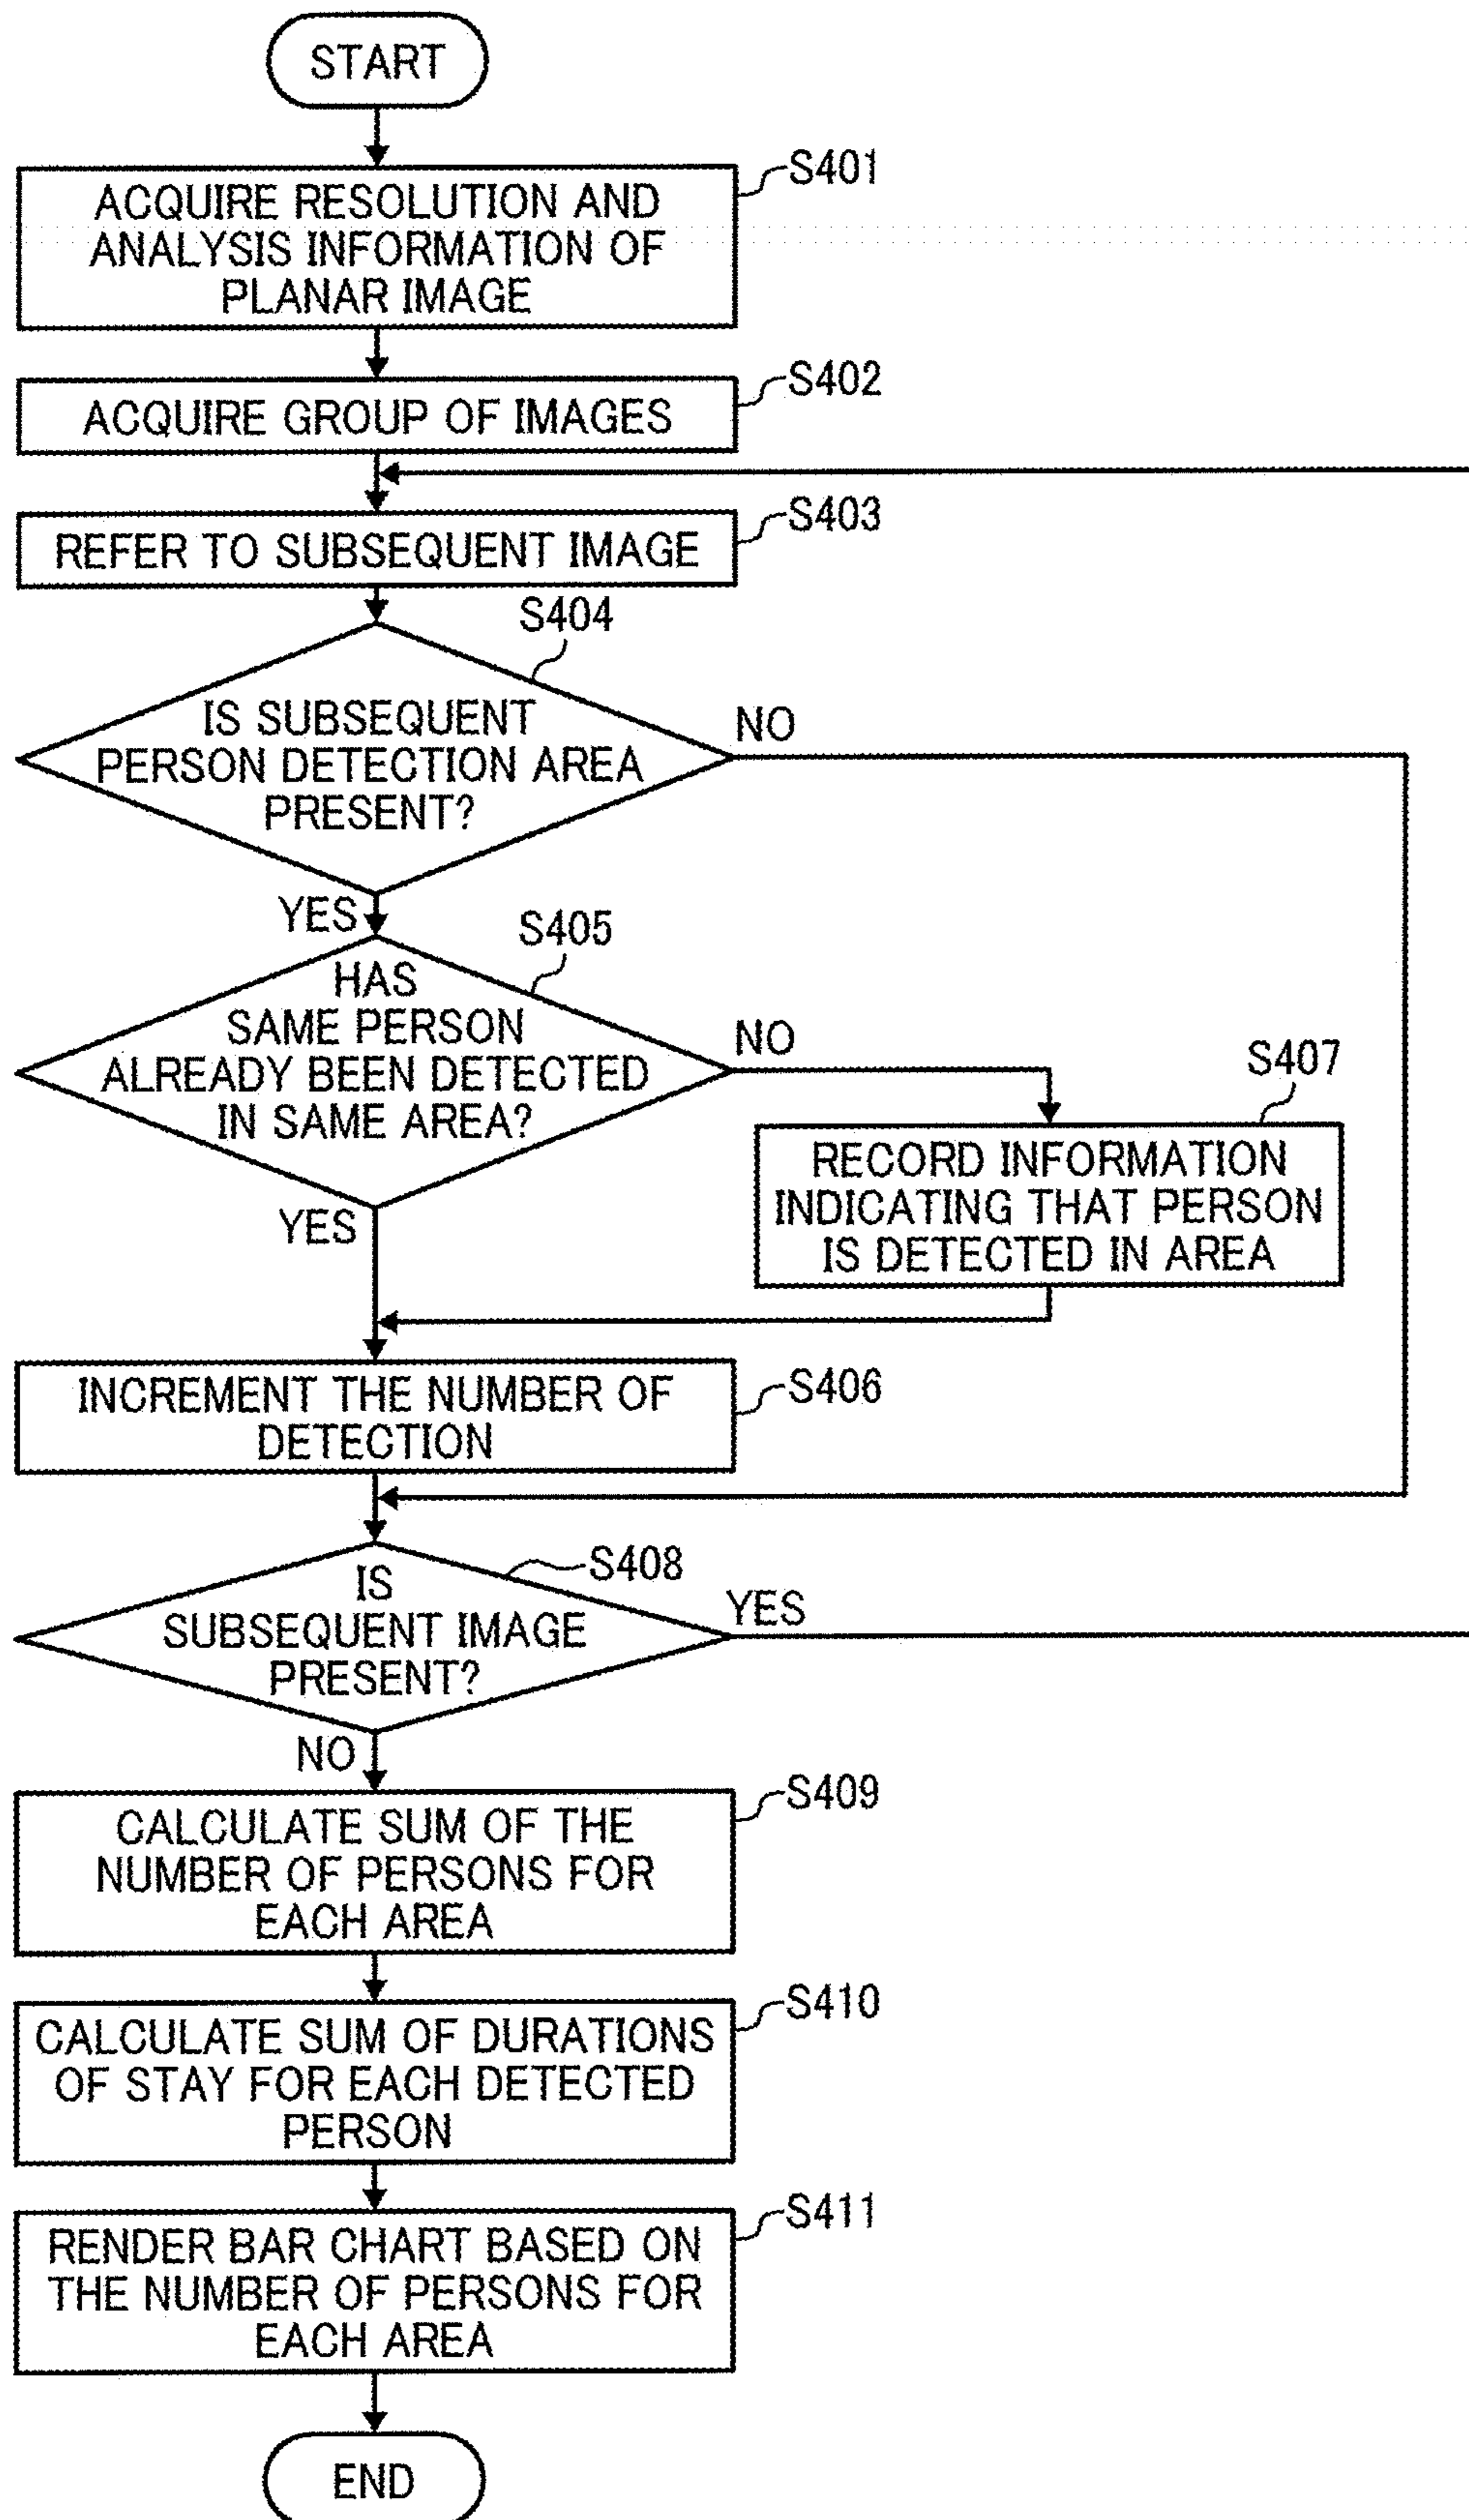 START
S401
ACQUIRE RESOLUTION AND
ANALYSIS INFORMATION OF
PLANAR IMAGE
S402
ACQUIRE GROUP OF IMAGES
S403
REFER TO SUBSEQUENT IMAGE
S404
IS SUBSEQUENT
PERSON DETECTION AREA
PRESENT?
NO
YES
S405
HAS
SAME PERSON
ALREADY BEEN DETECTED
IN SAME AREA?
NO
YES
S407
RECORD INFORMATION
INDICATING THAT PERSON
IS DETECTED IN AREA
S406
INCREMENT THE NUMBER OF
DETECTION
S408
IS
SUBSEQUENT IMAGE
PRESENT?
YES
NO
S409
CALCULATE SUM OF THE
NUMBER OF PERSONS FOR
EACH AREA
S410
CALCULATE SUM OF DURATIONS
OF STAY FOR EACH DETECTED
PERSON
S411
RENDER BAR CHART BASED ON
THE NUMBER OF PERSONS FOR
EACH AREA
END